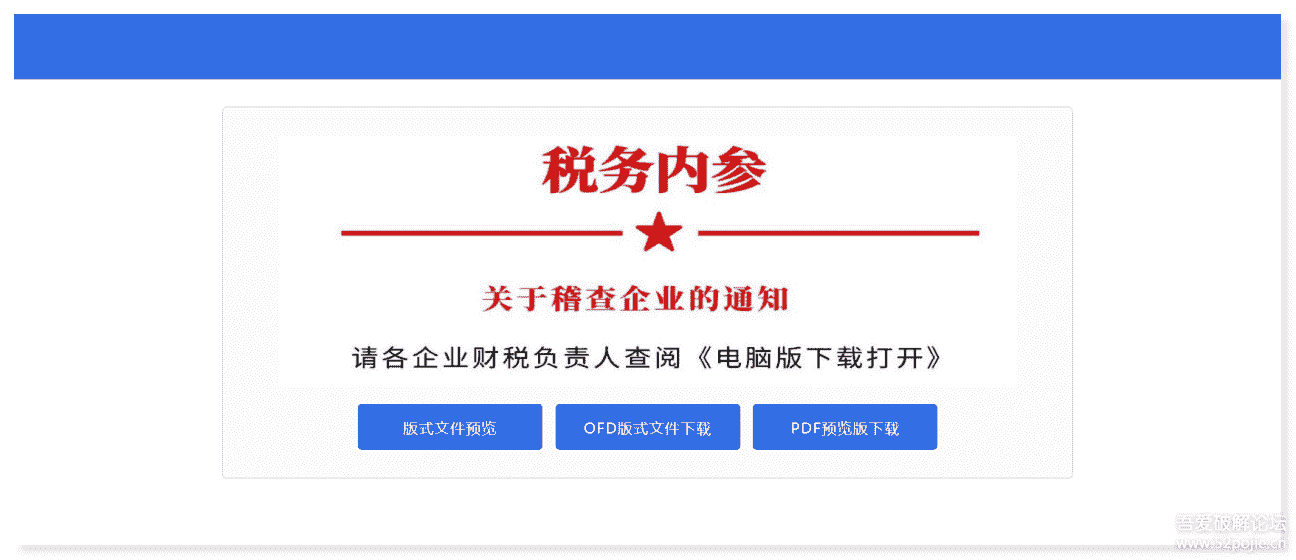 税务内参
关于稽查企业的通知
请各企业财税负责人查阅《电脑版下载打开》
版式文件预览
OFD版式文件下载
PDF预览版下载
吾爱破解论坛
www.52pojie.cn